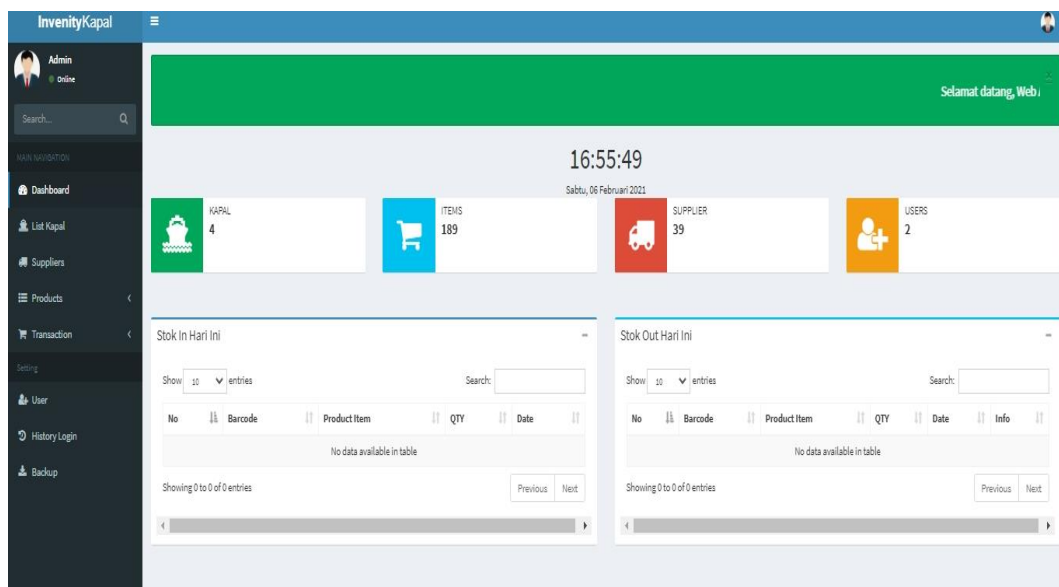 InvenityKapal
Admin
Online
Search...
MAIN NAVIGATION
Dashboard
List Kapal
Suppliers
Products
Transaction
Setting
User
History Login
Backup
Selamat datang, Web
16:55:49
Sabtu, 06 Februari 2021
KAPAL
4
ITEMS
189
SUPPLIER
39
USERS
2
Stok In Hari Ini
Show 10 entries Search:
No Barcode Product Item QTY Date
No data available in table
Showing 0 to 0 of 0 entries
Previous Next
Stok Out Hari Ini
Show 10 entries Search:
No Barcode Product Item QTY Date Info
No data available in table
Showing 0 to 0 of 0 entries
Previous Next